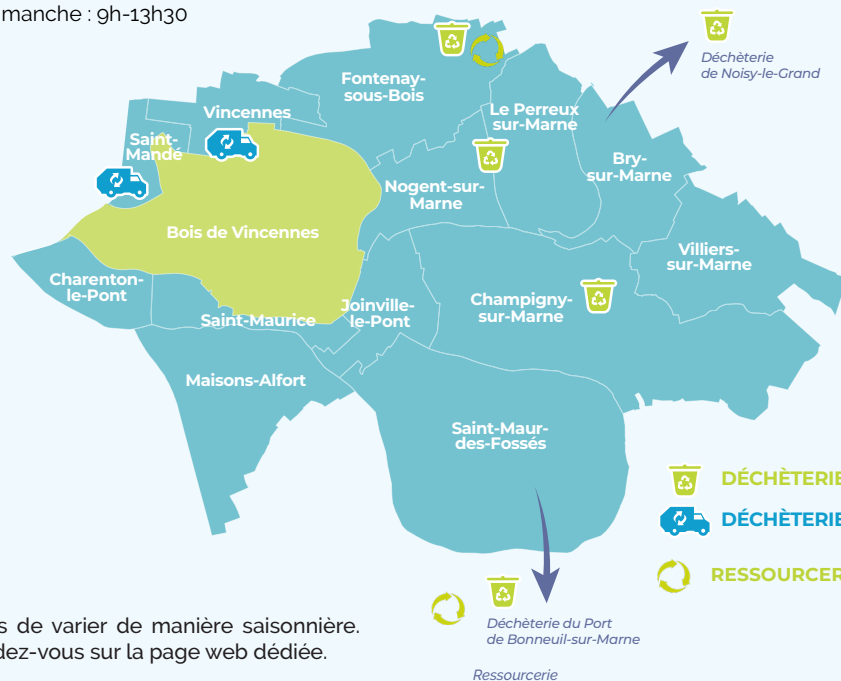 manche : 9h-13h30
Déchèterie
de Noisy-le-Grand
Fontenay-
sous-Bois
Vincennes
Le Perreux
sur-Marne
Saint-
Mandé
Bry-
sur-Marne
Nogent-sur-
Marne
Bois de Vincennes
Villiers-
sur-Marne
Charenton-
le-Pont
Joinville-
le-Pont
Champigny-
sur-Marne
Saint-Maurice
Maisons-Alfort
Saint-Maur-
des-Fossés
DÉCHÈTERIE
DÉCHÈTERIE
RESSOURCER
s de varier de manière saisonnière.
dez-vous sur la page web dédiée.
Déchèterie du Port
de Bonneuil-sur-Marne
Ressourcerie